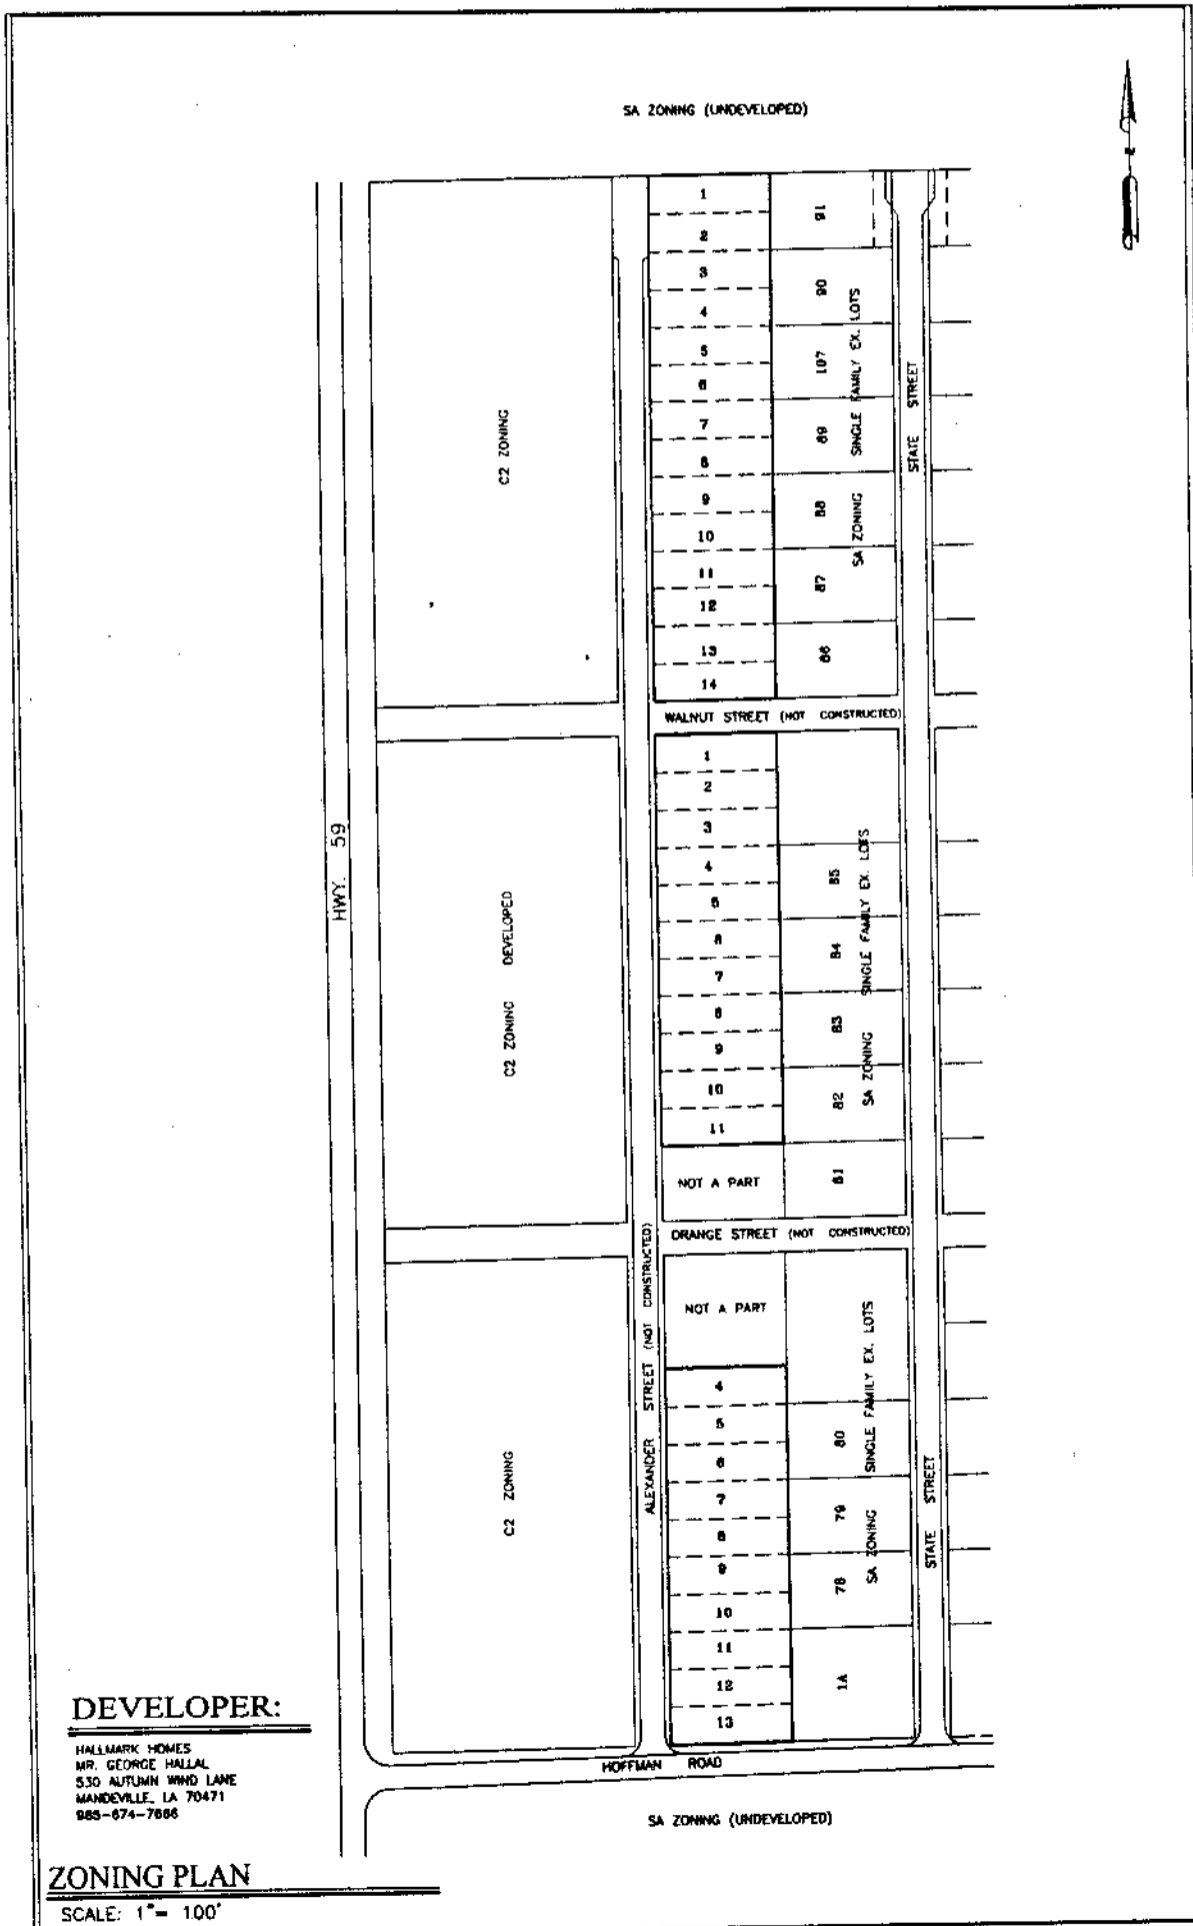 SA ZONING (UNDEVELOPED)
HWY. 59
C2 ZONING
1
2
3
4
5
6
7
8
9
10
11
12
13
14
91
90
107
89
88
87
86
SA ZONING SINGLE FAMILY EX. LOTS
STATE STREET
WALNUT STREET (NOT CONSTRUCTED)
C2 ZONING DEVELOPED
1
2
3
4
5
6
7
8
9
10
11
NOT A PART
85
84
83
82
81
SA ZONING SINGLE FAMILY EX. LOTS
ORANGE STREET (NOT CONSTRUCTED)
ALEXANDER STREET (NOT CONSTRUCTED)
C2 ZONING
NOT A PART
4
5
6
7
8
9
10
11
12
13
80
79
78
1A
SA ZONING SINGLE FAMILY EX. LOTS
STATE STREET
HOFFMAN ROAD
SA ZONING (UNDEVELOPED)
DEVELOPER:
HALLMARK HOMES
MR. GEORGE HALLAL
530 AUTUMN WIND LANE
MANDEVILLE, LA 70471
985-674-7666
ZONING PLAN
SCALE: 1"= 100'